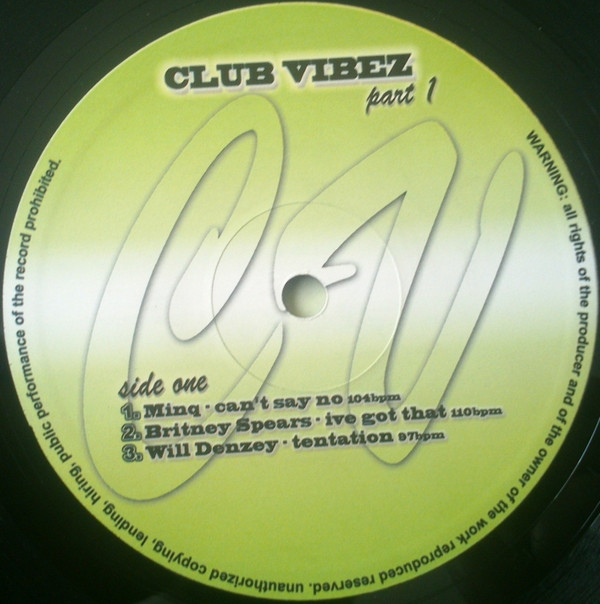 CLUB VIBEZ
part 1
CV
side one
1. Minq - can't say no 104bpm
2. Britney Spears - ive got that 110bpm
3. Will Denzey - tentation 97bpm
WARNING: all rights of the producer and of the owner of the work reproduced reserved. unauthorized copying, lending, hiring, public performance of the record prohibited.